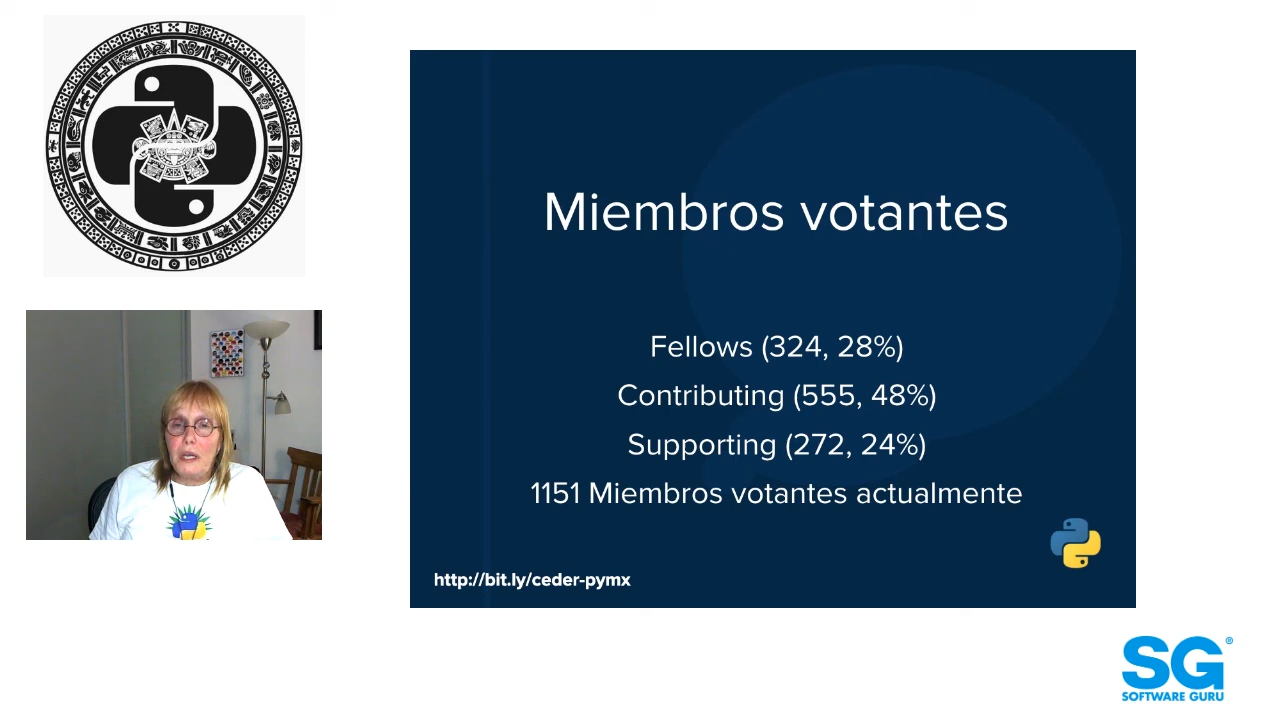 Miembros votantes
Fellows (324, 28%)
Contributing (555, 48%)
Supporting (272, 24%)
1151 Miembros votantes actualmente
http://bit.ly/ceder-pymx
SG®
SOFTWARE GURU